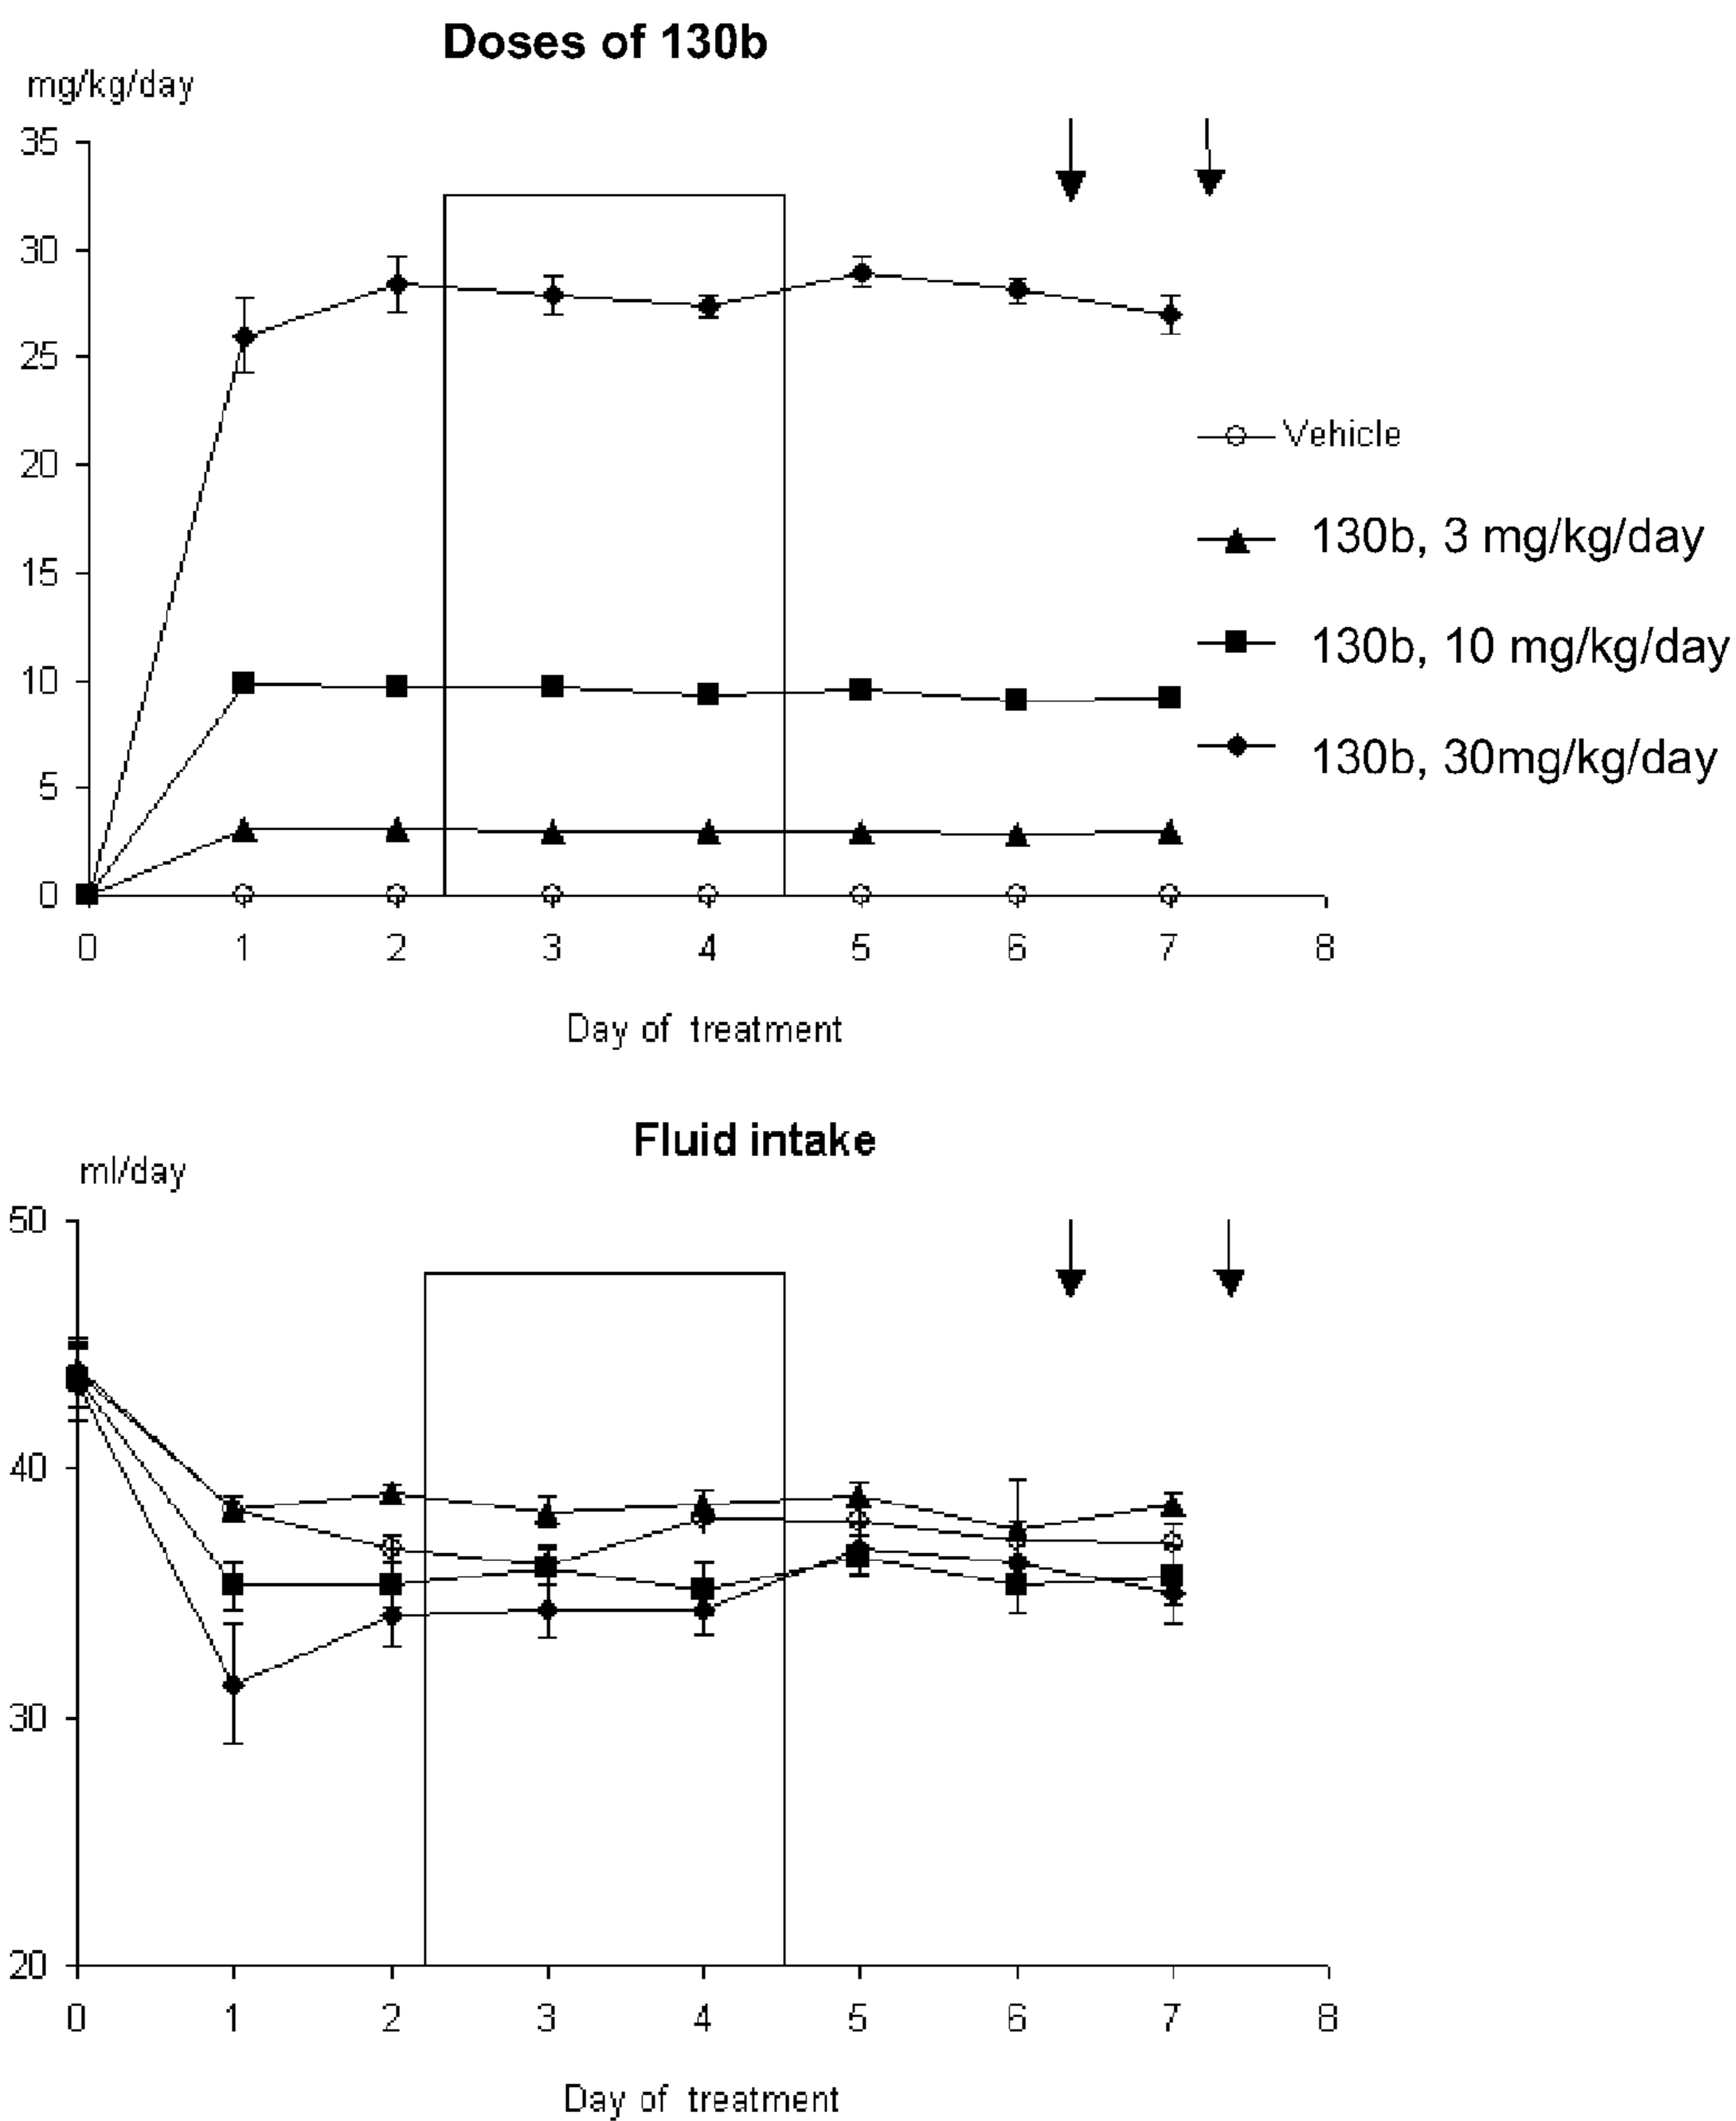 Doses of 130b
mg/kg/day
35
30
25
20
15
10
5
0
0 1 2 3 4 5 6 7 8
Day of treatment
Vehicle
130b, 3 mg/kg/day
130b, 10 mg/kg/day
130b, 30mg/kg/day
Fluid intake
ml/day
50
40
30
20
0 1 2 3 4 5 6 7 8
Day of treatment